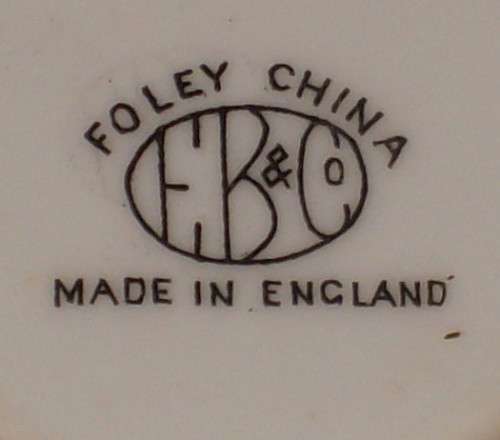 FOLEY CHINA
EB & Co
MADE IN ENGLAND